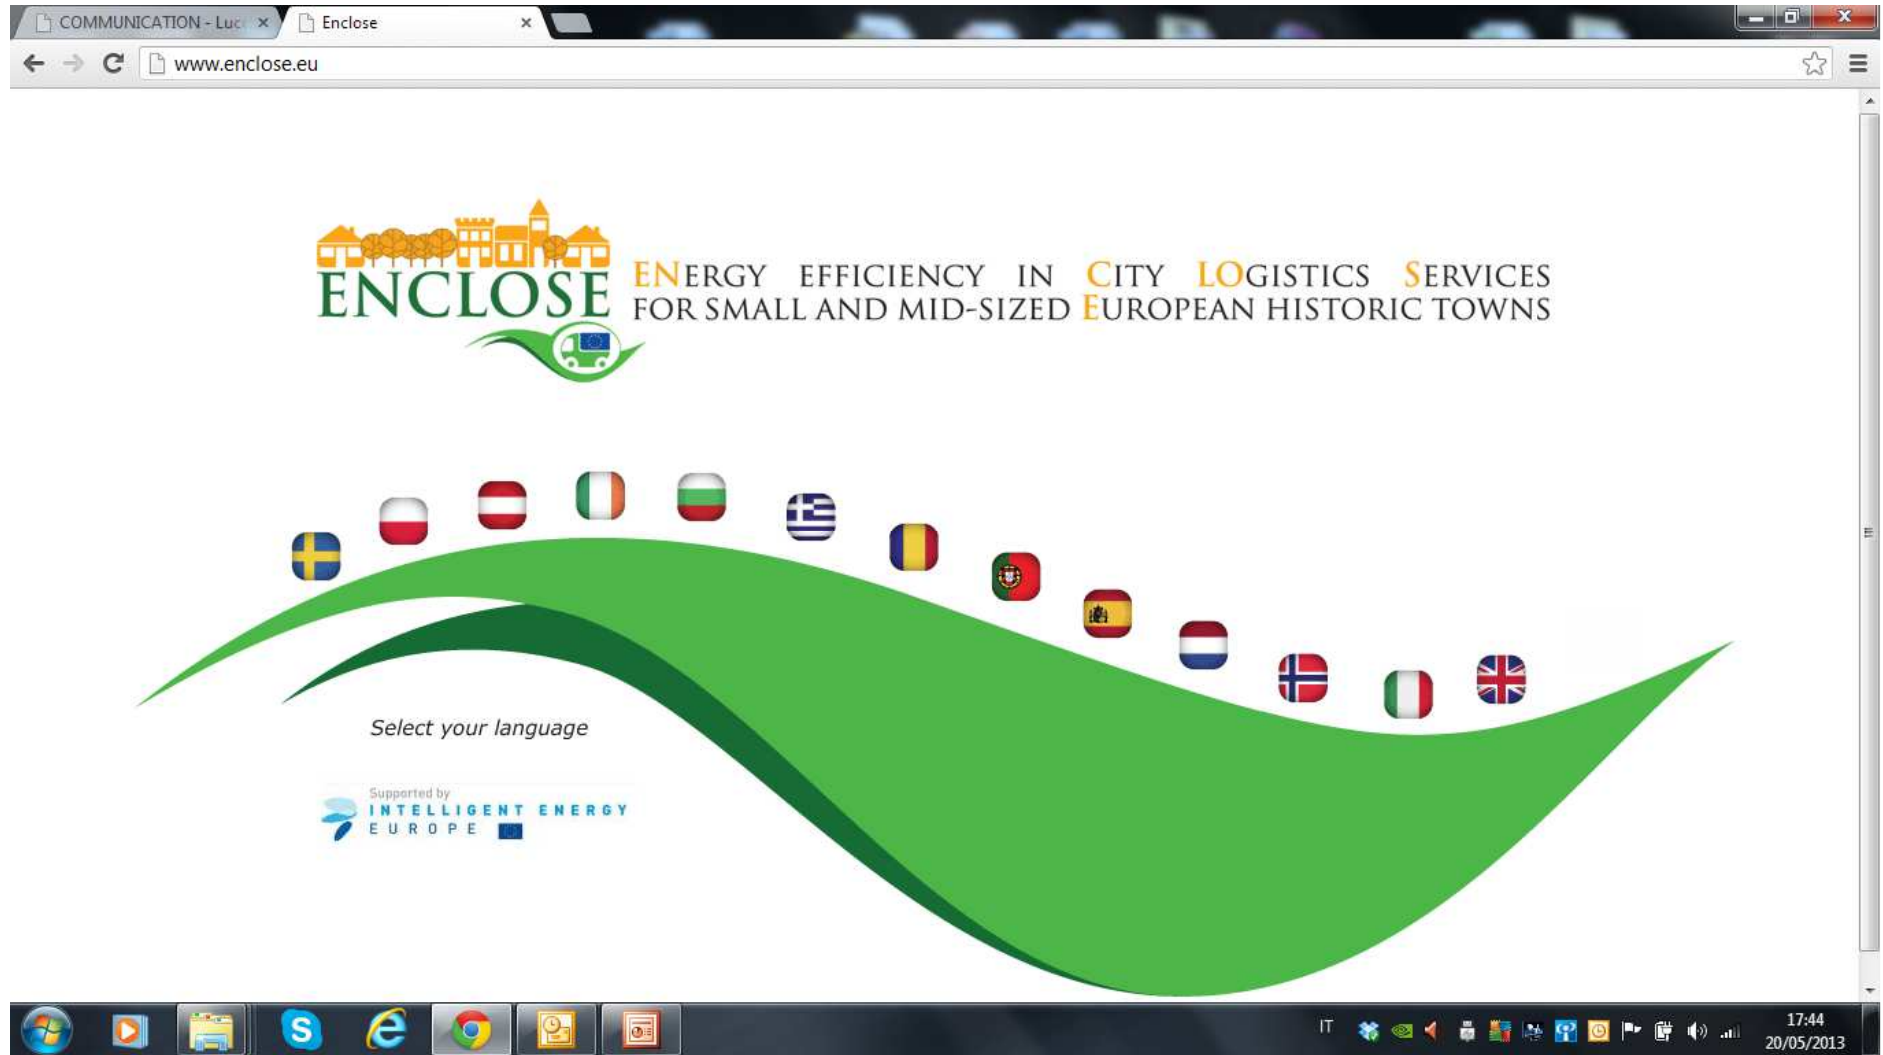 COMMUNICATION - Luc
Enclose
www.enclose.eu
ENCLOSE
ENERGY EFFICIENCY IN CITY LOGISTICS SERVICES
FOR SMALL AND MID-SIZED EUROPEAN HISTORIC TOWNS
Select your language
Supported by
INTELLIGENT ENERGY
EUROPE
IT
17:44
20/05/2013